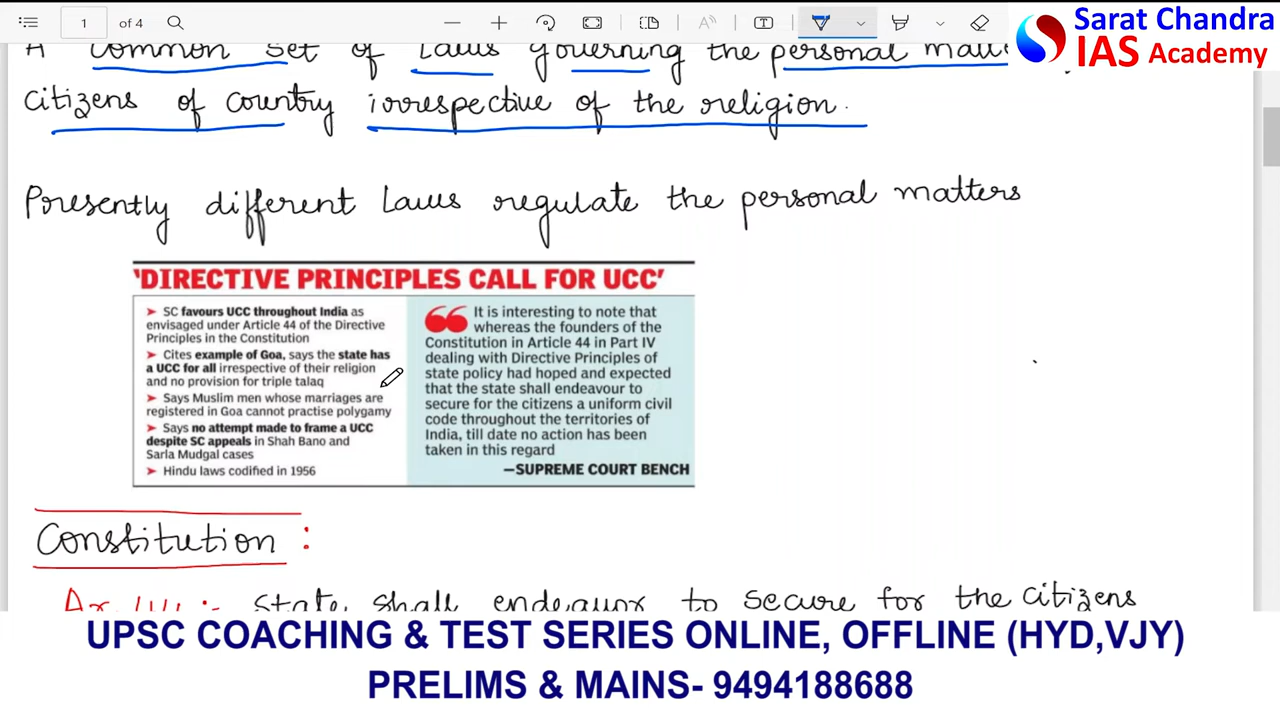 1 of 4
Sarat Chandra
IAS Academy
A Common Set of Laws governing the personal
citizens of country irrespective of the religion.
Presently different Laws regulate the personal matters
'DIRECTIVE PRINCIPLES CALL FOR UCC'
➤ SC favours UCC throughout India as
envisaged under Article 44 of the Directive
Principles in the Constitution
➤ Cites example of Goa, says the state has
a UCC for all irrespective of their religion
and no provision for triple talaq
➤ Says Muslim men whose marriages are
registered in Goa cannot practise polygamy
➤ Says no attempt made to frame a UCC
despite SC appeals in Shah Bano and
Sarla Mudgal cases
➤ Hindu laws codified in 1956
It is interesting to note that
whereas the founders of the
Constitution in Article 44 in Part IV
dealing with Directive Principles of
state policy had hoped and expected
that the state shall endeavour to
secure for the citizens a uniform civil
code throughout the territories of
India, till date no action has been
taken in this regard
—SUPREME COURT BENCH
Constitution :
State shall endeavor to secure for the citizens
UPSC COACHING & TEST SERIES ONLINE, OFFLINE (HYD,VJY)
PRELIMS & MAINS- 9494188688